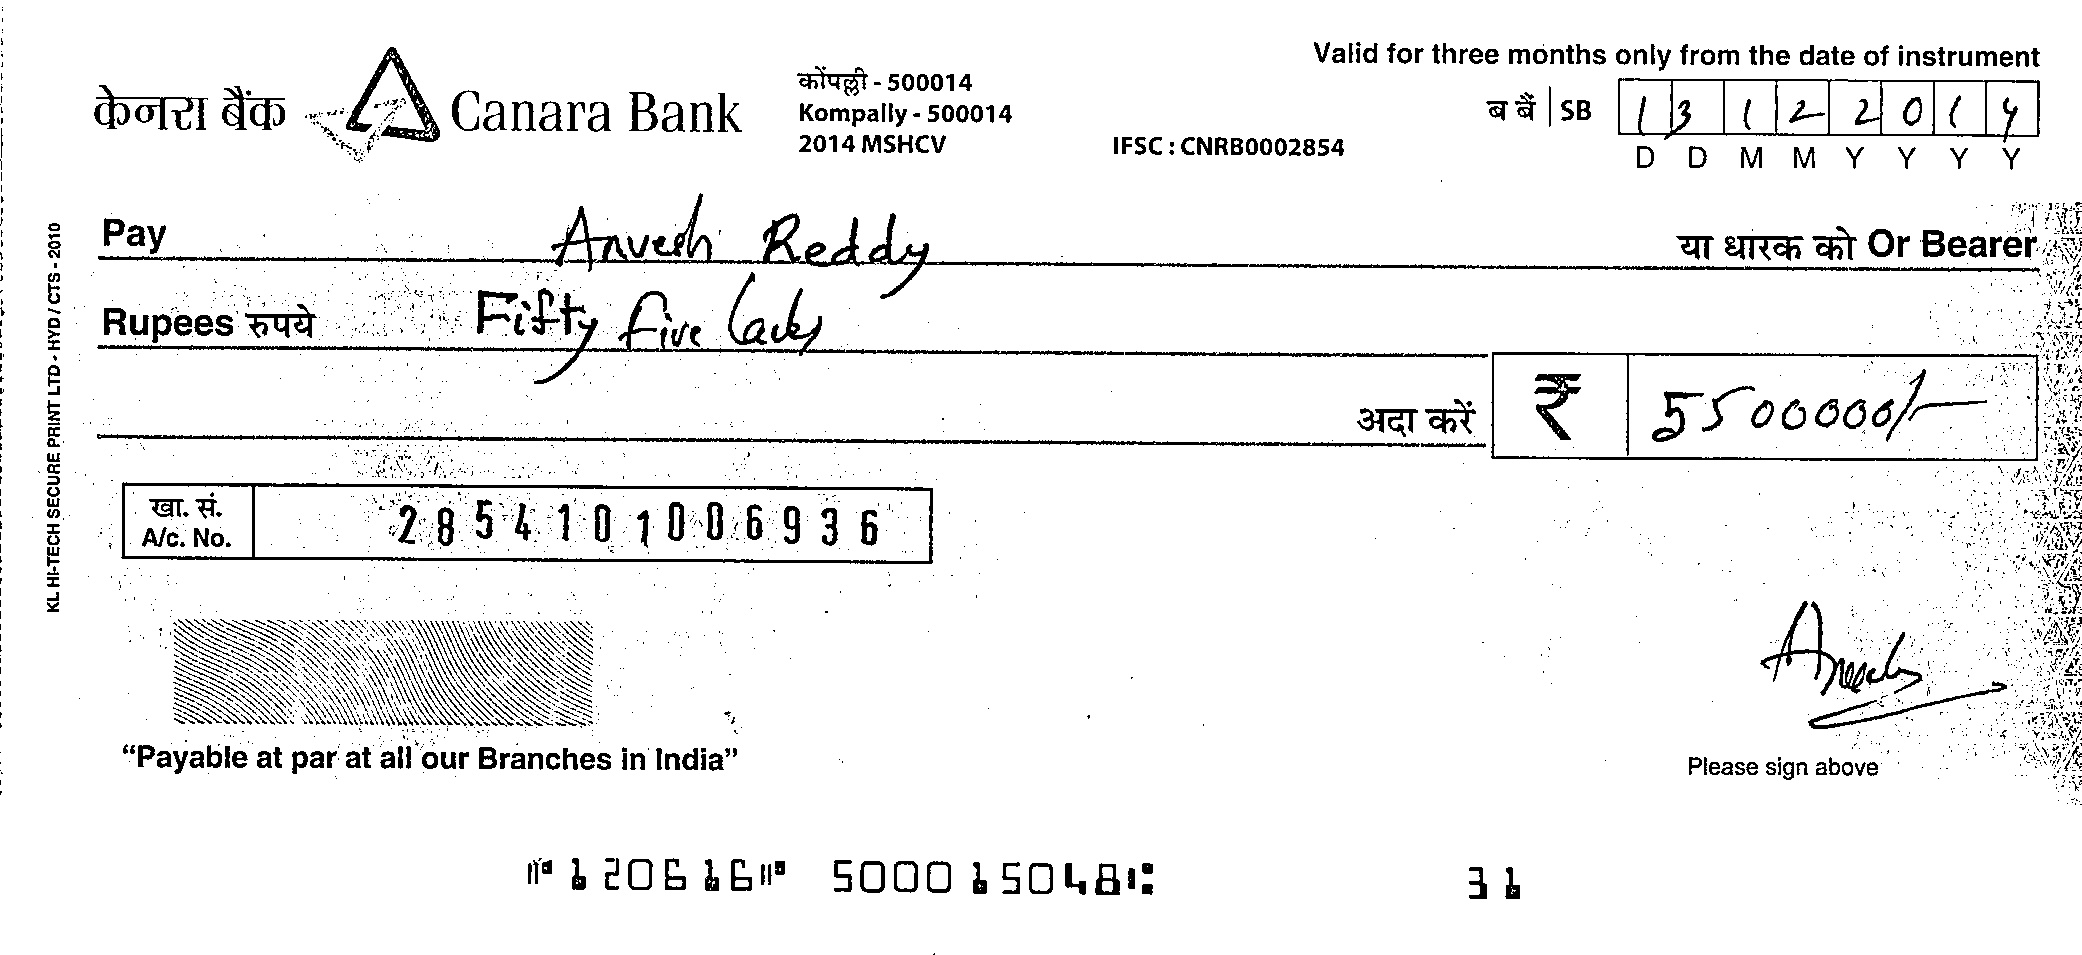 Valid for three months only from the date of instrument
केनरा बैंक Canara Bank
कोंपल्ली - 500014
Kompally - 500014
2014 MSHCV
IFSC : CNRB0002854
ब बैं | SB 1 3 1 2 2 0 1 4
D D M M Y Y Y Y
Pay Anvesh Reddy या धारक को Or Bearer
Rupees रुपये Fifty five lacks
अदा करें ₹ 5500000/-
खा. सं.
A/c. No. 2854101006936
KL HI-TECH SECURE PRINT LTD - HYD / CTS - 2010
"Payable at par at all our Branches in India"
Anvesh
Please sign above
⑈120616⑈ 500015048⑆ 31